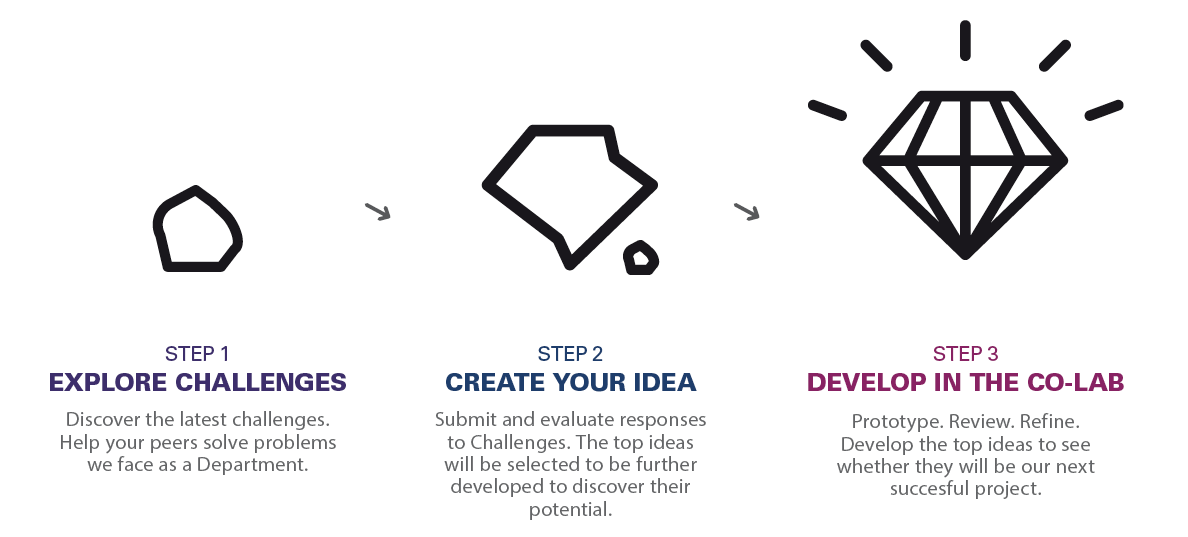 STEP 1
EXPLORE CHALLENGES
Discover the latest challenges.
Help your peers solve problems
we face as a Department.
STEP 2
CREATE YOUR IDEA
Submit and evaluate responses
to Challenges. The top ideas
will be selected to be further
developed to discover their
potential.
STEP 3
DEVELOP IN THE CO-LAB
Prototype. Review. Refine.
Develop the top ideas to see
whether they will be our next
succesful project.